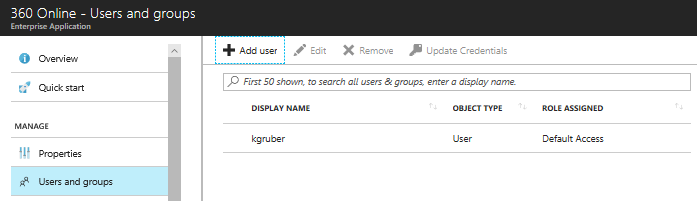 360 Online - Users and groups
Enterprise Application
Overview
Quick start
MANAGE
Properties
Users and groups
Add user Edit Remove Update Credentials
First 50 shown, to search all users & groups, enter a display name.
DISPLAY NAME OBJECT TYPE ROLE ASSIGNED
kgruber User Default Access